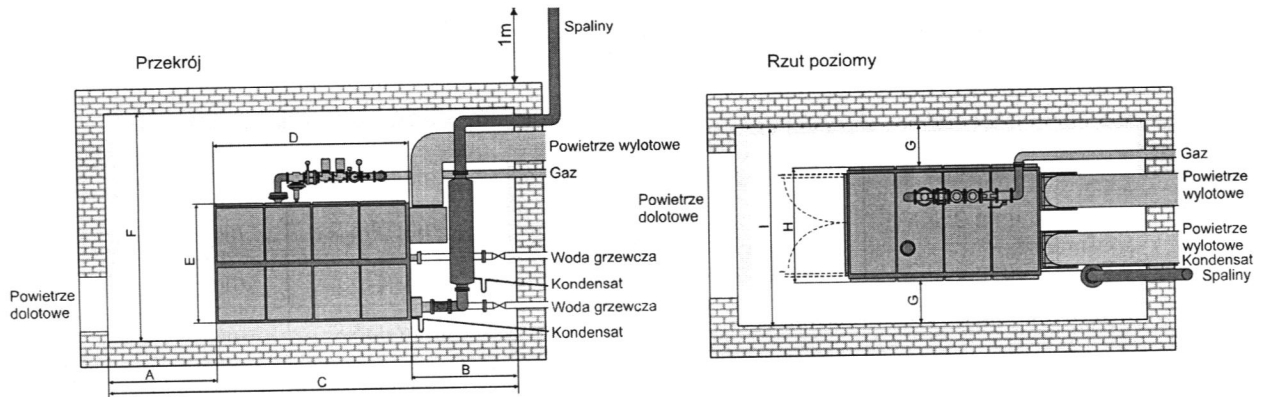 Przekrój
1m
Spaliny
D
Powietrze wylotowe
Gaz
F
E
Woda grzewcza
Kondensat
Powietrze
dolotowe
Woda grzewcza
Kondensat
A
B
C
Rzut poziomy
G
Gaz
Powietrze
wylotowe
Powietrze
dolotowe
I
H
Powietrze
wylotowe
Kondensat
Spaliny
G